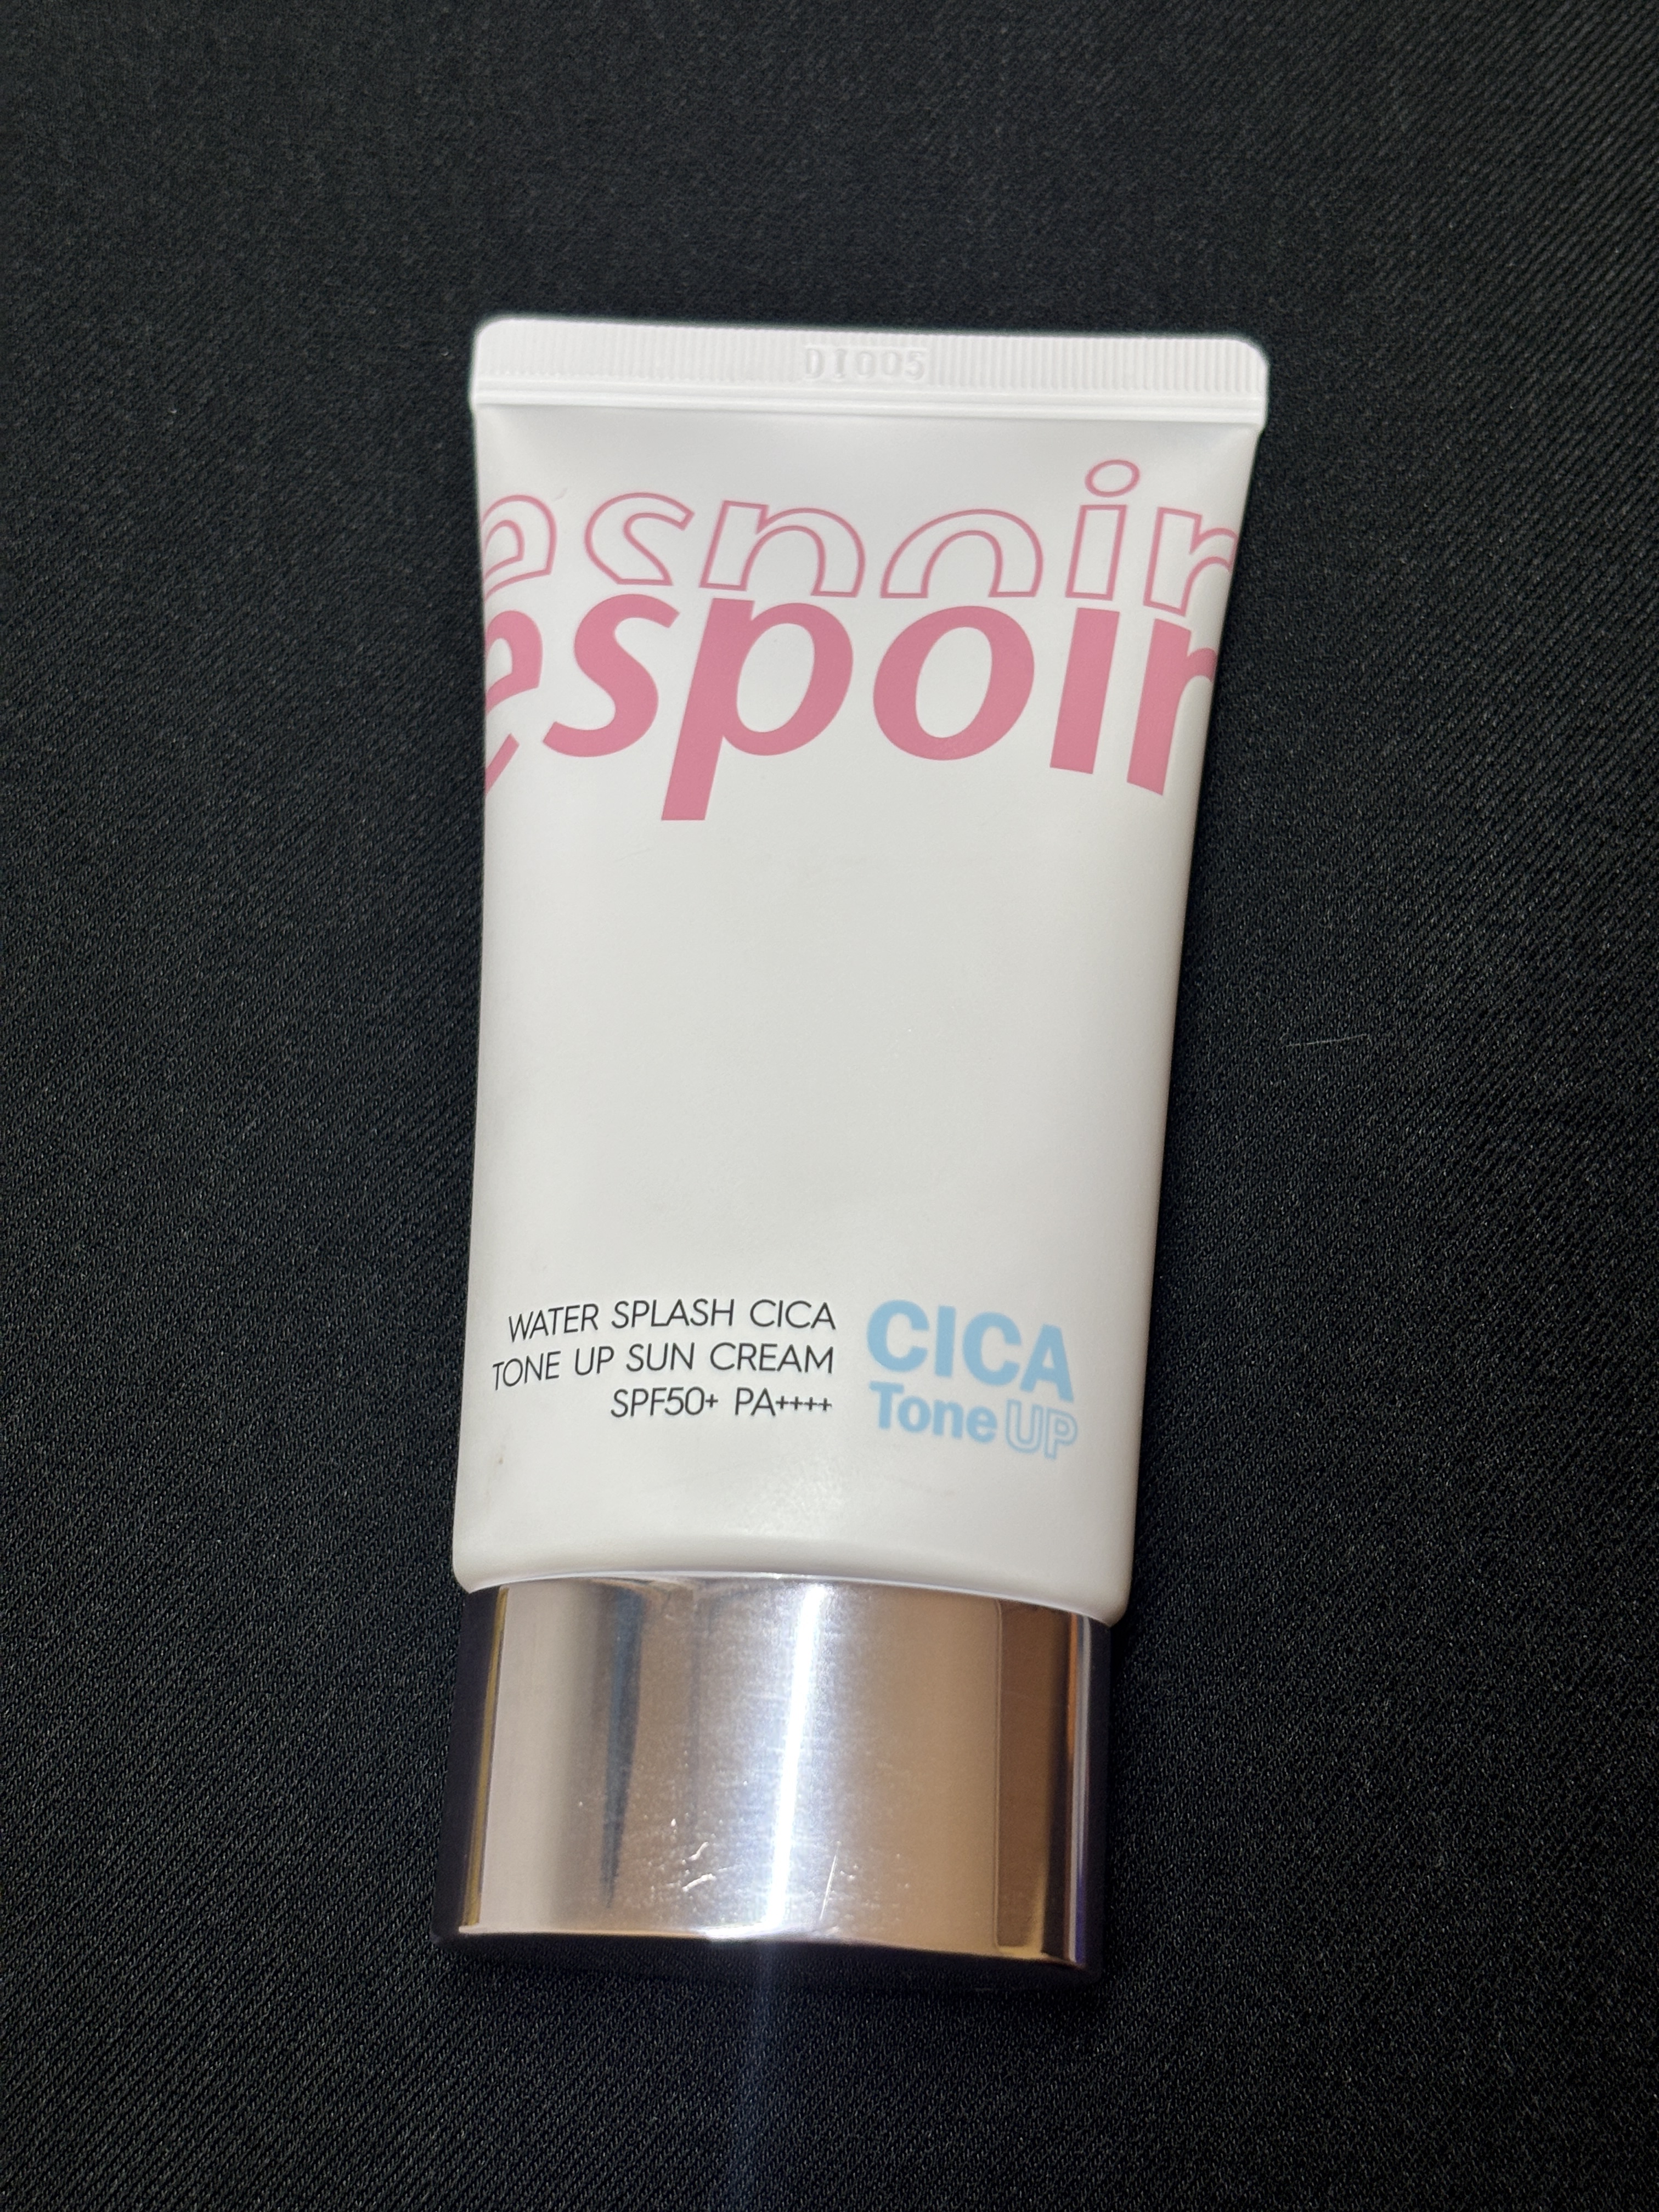 01005
espoir
espoir
WATER SPLASH CICA
TONE UP SUN CREAM
SPF50+ PA++++
CICA
Tone UP